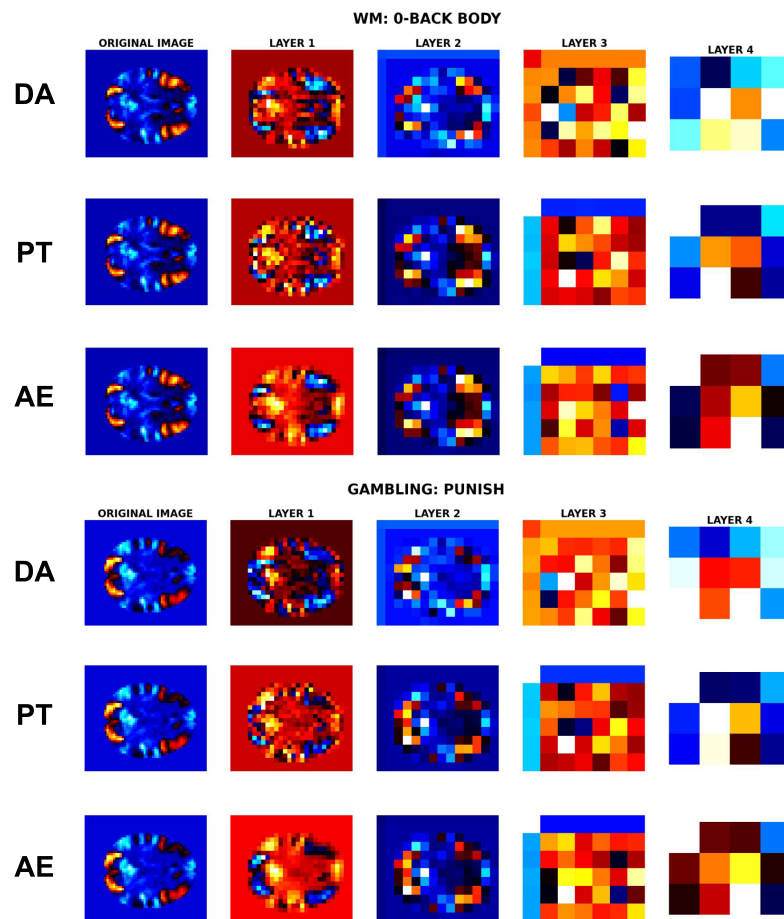 WM: 0-BACK BODY
ORIGINAL IMAGE LAYER 1 LAYER 2 LAYER 3 LAYER 4
DA
PT
AE
GAMBLING: PUNISH
ORIGINAL IMAGE LAYER 1 LAYER 2 LAYER 3 LAYER 4
DA
PT
AE